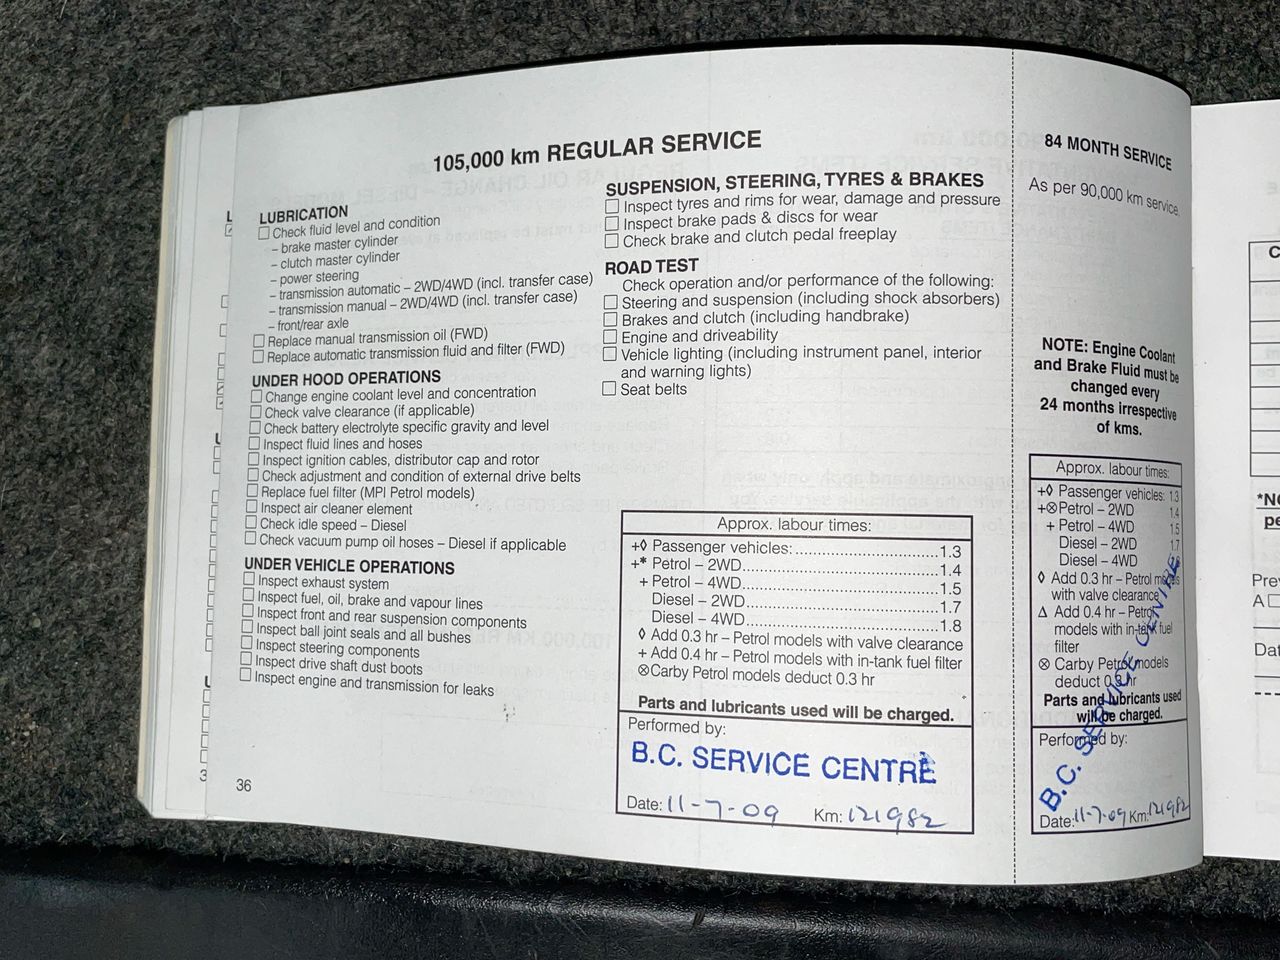 105,000 km REGULAR SERVICE
LUBRICATION
Check fluid level and condition
– brake master cylinder
– clutch master cylinder
– power steering
– transmission automatic – 2WD/4WD (incl. transfer case)
– transmission manual – 2WD/4WD (incl. transfer case)
– front/rear axle
Replace manual transmission oil (FWD)
Replace automatic transmission fluid and filter (FWD)
UNDER HOOD OPERATIONS
Change engine coolant level and concentration
Check valve clearance (if applicable)
Check battery electrolyte specific gravity and level
Inspect fluid lines and hoses
Inspect ignition cables, distributor cap and rotor
Check adjustment and condition of external drive belts
Replace fuel filter (MPI Petrol models)
Inspect air cleaner element
Check idle speed – Diesel
Check vacuum pump oil hoses – Diesel if applicable
UNDER VEHICLE OPERATIONS
Inspect exhaust system
Inspect fuel, oil, brake and vapour lines
Inspect front and rear suspension components
Inspect ball joint seals and all bushes
Inspect steering components
Inspect drive shaft dust boots
Inspect engine and transmission for leaks
36
SUSPENSION, STEERING, TYRES & BRAKES
Inspect tyres and rims for wear, damage and pressure
Inspect brake pads & discs for wear
Check brake and clutch pedal freeplay
ROAD TEST
Check operation and/or performance of the following:
Steering and suspension (including shock absorbers)
Brakes and clutch (including handbrake)
Engine and driveability
Vehicle lighting (including instrument panel, interior
and warning lights)
Seat belts
Approx. labour times:
+◊ Passenger vehicles:...................................1.3
+* Petrol – 2WD..............................................1.4
+ Petrol – 4WD..............................................1.5
Diesel – 2WD..............................................1.7
Diesel – 4WD..............................................1.8
◊ Add 0.3 hr – Petrol models with valve clearance
+ Add 0.4 hr – Petrol models with in-tank fuel filter
⊗ Carby Petrol models deduct 0.3 hr
Parts and lubricants used will be charged.
Performed by:
B.C. SERVICE CENTRE
Date: 11-7-09 Km: 121982
84 MONTH SERVICE
As per 90,000 km service
NOTE: Engine Coolant
and Brake Fluid must be
changed every
24 months irrespective
of kms.
Approx. labour times:
+◊ Passenger vehicles: 1.3
+⊗ Petrol – 2WD 1.4
+ Petrol – 4WD 1.5
Diesel – 2WD 1.7
Diesel – 4WD
◊ Add 0.3 hr – Petrol models
with valve clearance
Δ Add 0.4 hr – Petrol
models with in-tank fuel
filter
⊗ Carby Petrol models
deduct 0.3 hr
Parts and lubricants used
will be charged.
Performed by:
B.C. SERVICE CENTRE
Date: 11-7-09 Km: 121982